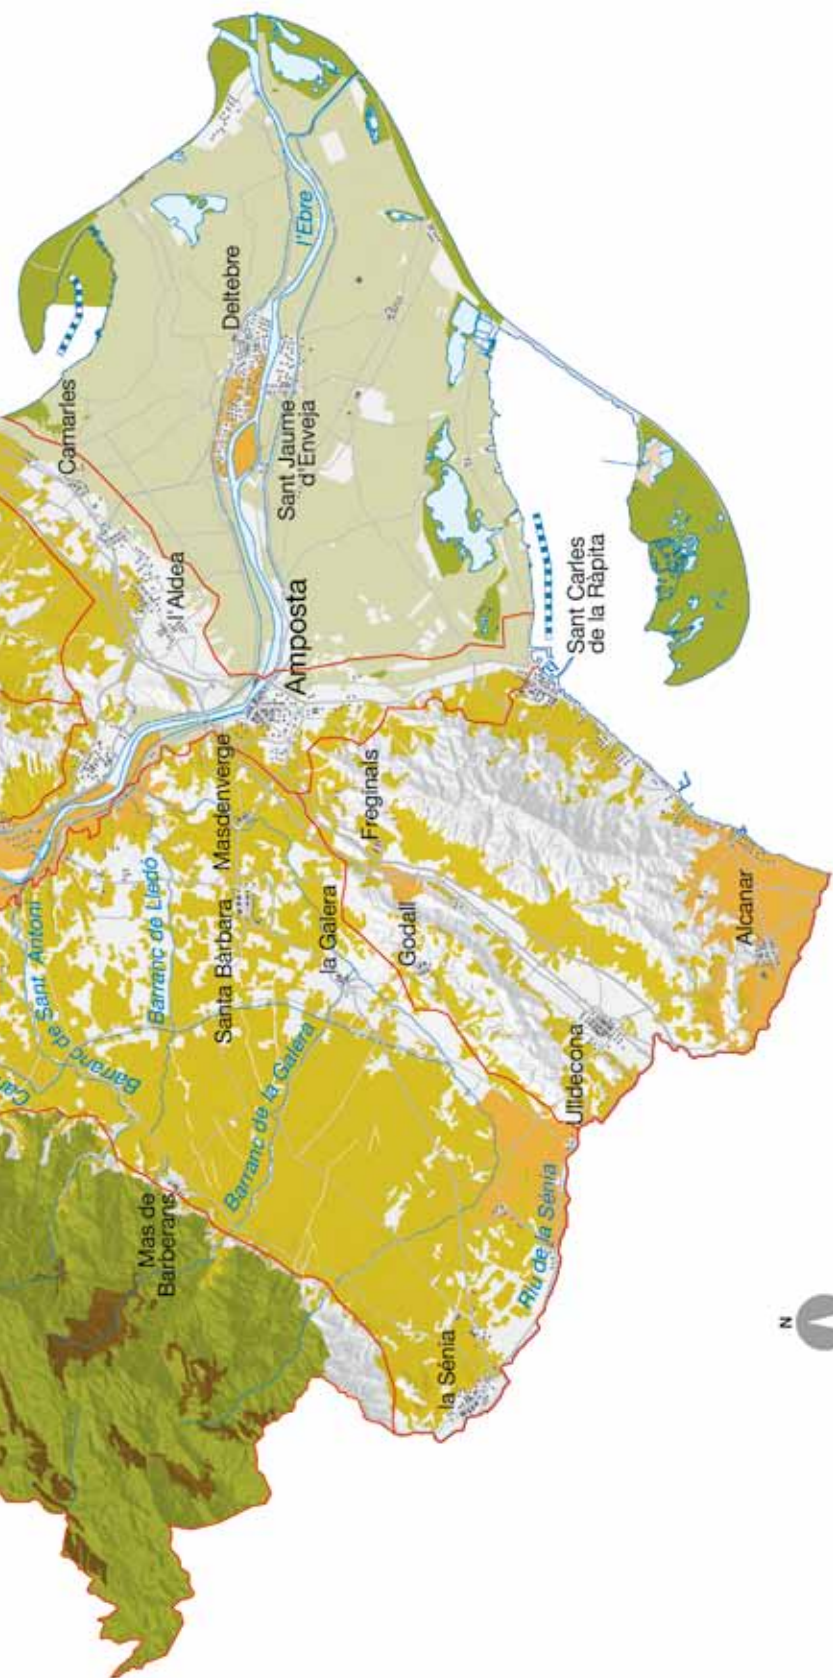 Barranc de Sant Antoni
Camarles
Mas de
Barberans
Barranc de Lledó
l'Aldea
Santa Bàrbara
Masdenverge
Deltebre
Barranc de la Galera
l'Ebre
Sant Jaume
d'Enveja
Amposta
la Galera
Freginals
Godall
la Sénia
Riu de la Sénia
Ulldecona
Sant Carles
de la Ràpita
Alcanar
N